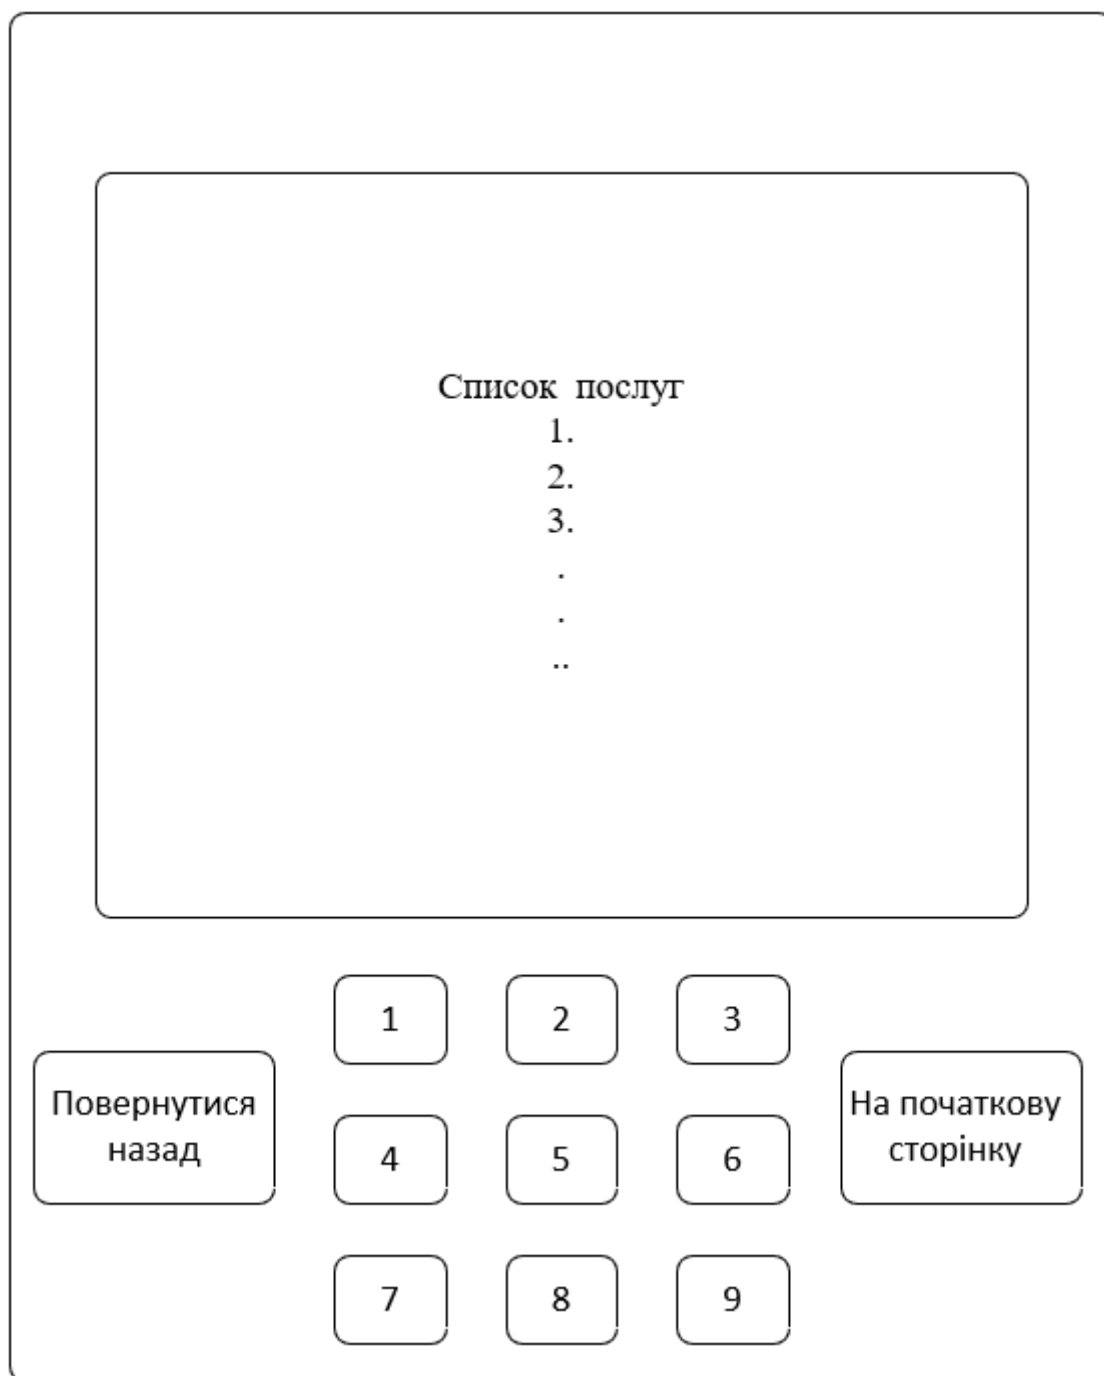 Список послуг
1.
2.
3.
.
.
..
1 2 3
Повернутися
назад
На початкову
сторінку
4 5 6
7 8 9